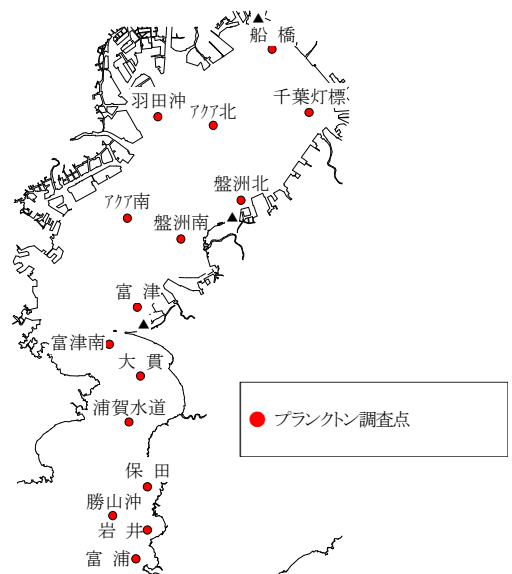 船橋
羽田沖
千葉灯標
アクア北
盤洲北
アクア南
盤洲南
富津
富津南
大貫
浦賀水道
プランクトン調査点
保田
勝山沖
岩井
富浦